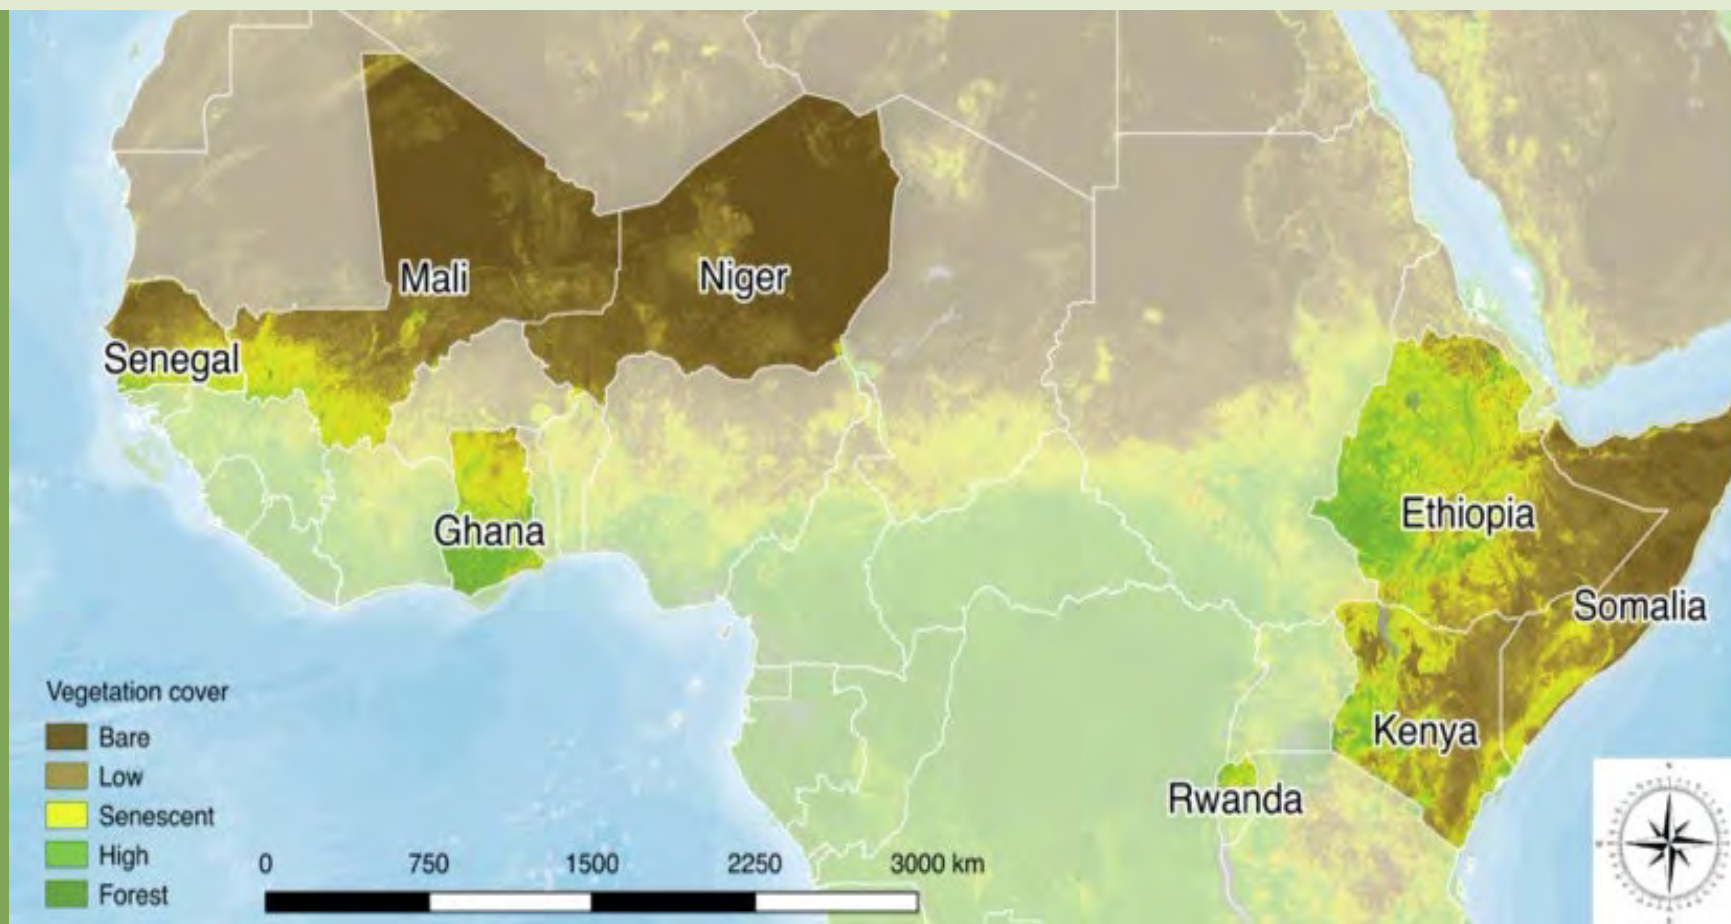 Mali
Niger
Senegal
Ghana
Ethiopia
Somalia
Kenya
Rwanda
Vegetation cover
Bare
Low
Senescent
High
Forest
0 750 1500 2250 3000 km